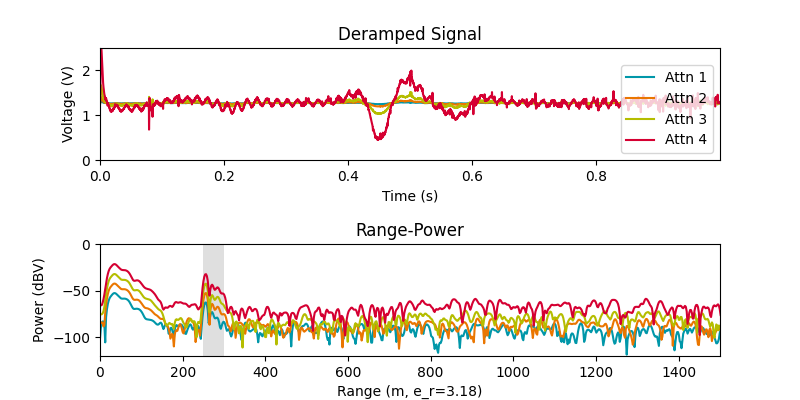 Deramped Signal
Voltage (V)
2
1
0
0.0 0.2 0.4 0.6 0.8
Time (s)
Attn 1
Attn 2
Attn 3
Attn 4
Range-Power
Power (dBV)
0
−50
−100
0 200 400 600 800 1000 1200 1400
Range (m, e_r=3.18)